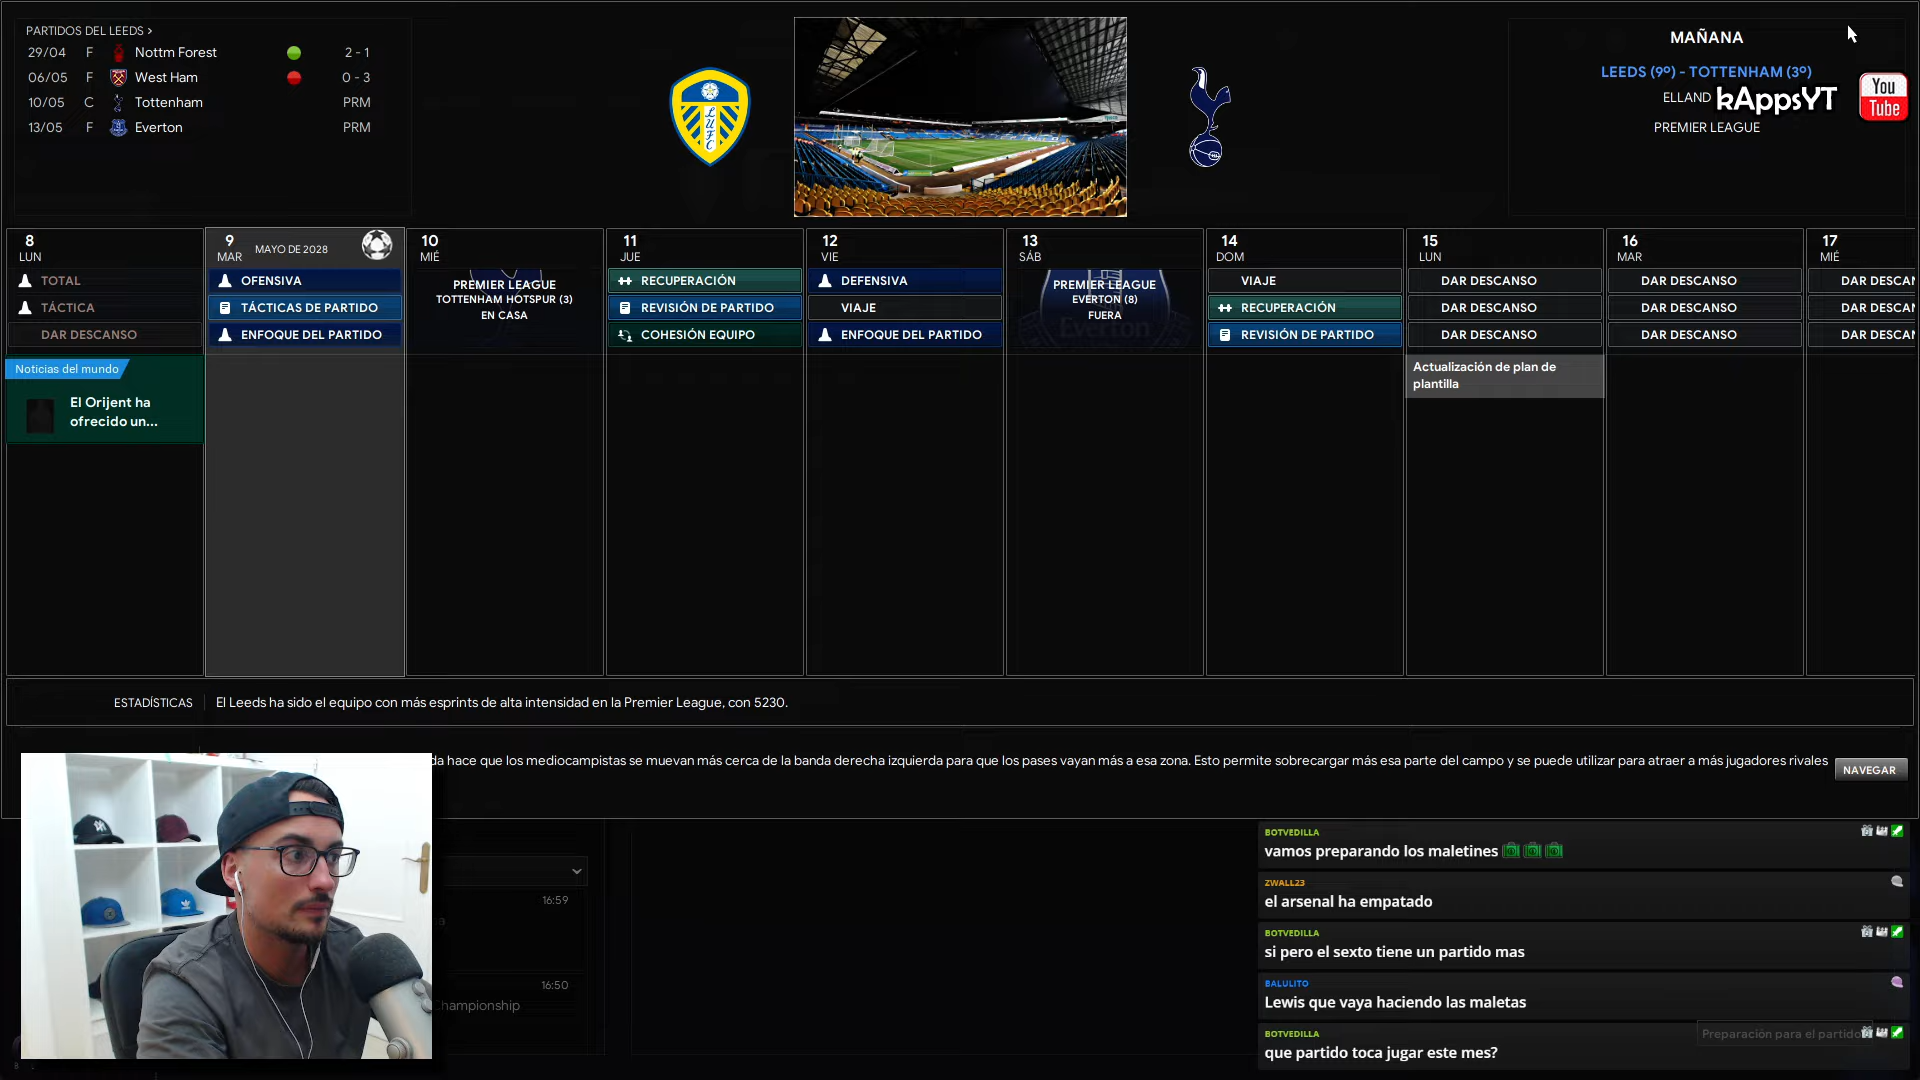 PARTIDOS DEL LEEDS >
29/04 F Nottm Forest 2 - 1
06/05 F West Ham 0 - 3
10/05 C Tottenham PRM
13/05 F Everton PRM
MAÑANA
LEEDS (9º) - TOTTENHAM (3º)
ELLAND
kAppsYT
You
Tube
PREMIER LEAGUE
8
LUN
TOTAL
TÁCTICA
DAR DESCANSO
Noticias del mundo
El Orijent ha
ofrecido un...
9
MAR
MAYO DE 2028
OFENSIVA
TÁCTICAS DE PARTIDO
ENFOQUE DEL PARTIDO
10
MIÉ
PREMIER LEAGUE
TOTTENHAM HOTSPUR (3)
EN CASA
11
JUE
RECUPERACIÓN
REVISIÓN DE PARTIDO
COHESIÓN EQUIPO
12
VIE
DEFENSIVA
VIAJE
ENFOQUE DEL PARTIDO
13
SÁB
PREMIER LEAGUE
EVERTON (8)
FUERA
Everton
14
DOM
VIAJE
RECUPERACIÓN
REVISIÓN DE PARTIDO
15
LUN
DAR DESCANSO
DAR DESCANSO
DAR DESCANSO
Actualización de plan de
plantilla
16
MAR
DAR DESCANSO
DAR DESCANSO
DAR DESCANSO
17
MIÉ
DAR DESCAN
DAR DESCAN
DAR DESCAN
ESTADÍSTICAS
El Leeds ha sido el equipo con más esprints de alta intensidad en la Premier League, con 5230.
da hace que los mediocampistas se muevan más cerca de la banda derecha izquierda para que los pases vayan más a esa zona. Esto permite sobrecargar más esa parte del campo y se puede utilizar para atraer a más jugadores rivales
NAVEGAR
16:59
16:50
Championship
BOTVEDILLA
vamos preparando los maletines
ZWALL23
el arsenal ha empatado
BOTVEDILLA
si pero el sexto tiene un partido mas
BALULITO
Lewis que vaya haciendo las maletas
BOTVEDILLA
Preparación para el partido
que partido toca jugar este mes?